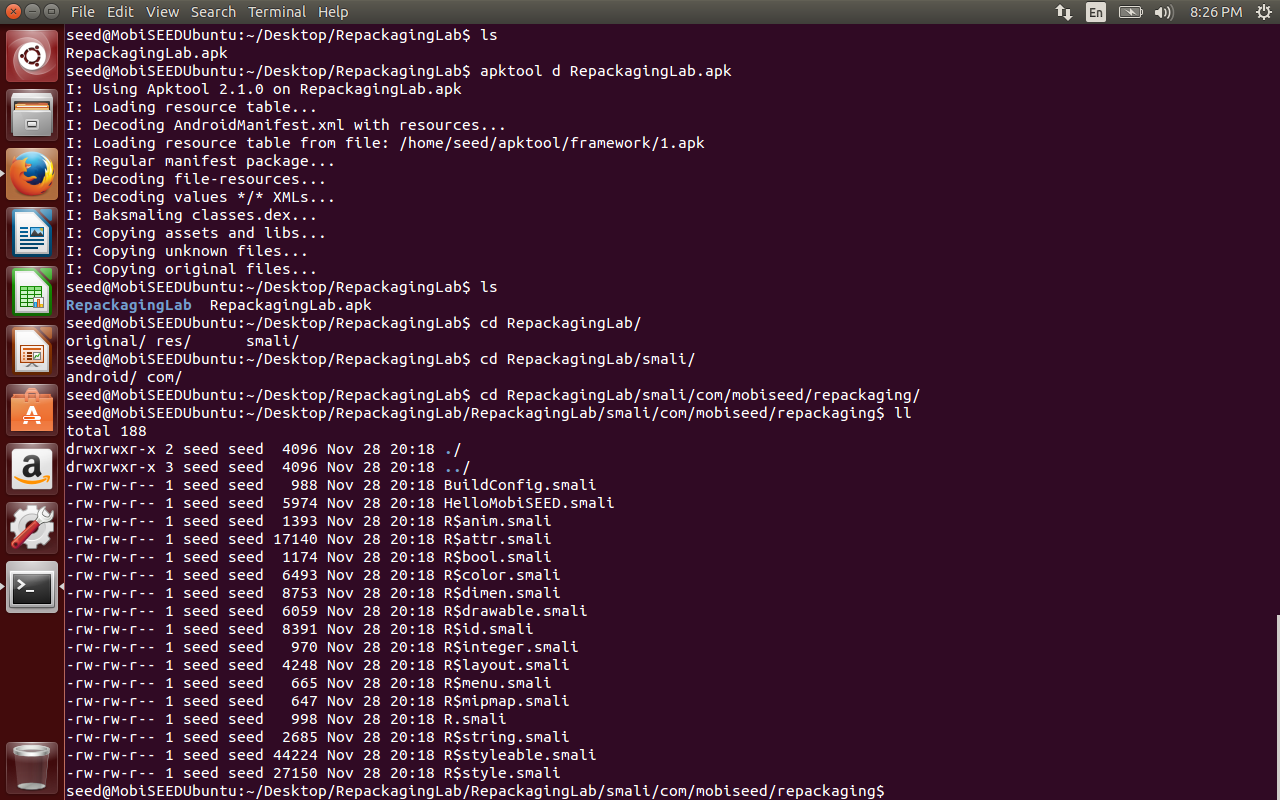 File Edit View Search Terminal Help En 8:26 PM
seed@MobiSEEDUbuntu:~/Desktop/RepackagingLab$ ls
RepackagingLab.apk
seed@MobiSEEDUbuntu:~/Desktop/RepackagingLab$ apktool d RepackagingLab.apk
I: Using Apktool 2.1.0 on RepackagingLab.apk
I: Loading resource table...
I: Decoding AndroidManifest.xml with resources...
I: Loading resource table from file: /home/seed/apktool/framework/1.apk
I: Regular manifest package...
I: Decoding file-resources...
I: Decoding values */* XMLs...
I: Baksmaling classes.dex...
I: Copying assets and libs...
I: Copying unknown files...
I: Copying original files...
seed@MobiSEEDUbuntu:~/Desktop/RepackagingLab$ ls
RepackagingLab  RepackagingLab.apk
seed@MobiSEEDUbuntu:~/Desktop/RepackagingLab$ cd RepackagingLab/
original/ res/      smali/
seed@MobiSEEDUbuntu:~/Desktop/RepackagingLab$ cd RepackagingLab/smali/
android/ com/
seed@MobiSEEDUbuntu:~/Desktop/RepackagingLab$ cd RepackagingLab/smali/com/mobiseed/repackaging/
seed@MobiSEEDUbuntu:~/Desktop/RepackagingLab/RepackagingLab/smali/com/mobiseed/repackaging$ ll
total 188
drwxrwxr-x 2 seed seed  4096 Nov 28 20:18 ./
drwxrwxr-x 3 seed seed  4096 Nov 28 20:18 ../
-rw-rw-r-- 1 seed seed   988 Nov 28 20:18 BuildConfig.smali
-rw-rw-r-- 1 seed seed  5974 Nov 28 20:18 HelloMobiSEED.smali
-rw-rw-r-- 1 seed seed  1393 Nov 28 20:18 R$anim.smali
-rw-rw-r-- 1 seed seed 17140 Nov 28 20:18 R$attr.smali
-rw-rw-r-- 1 seed seed  1174 Nov 28 20:18 R$bool.smali
-rw-rw-r-- 1 seed seed  6493 Nov 28 20:18 R$color.smali
-rw-rw-r-- 1 seed seed  8753 Nov 28 20:18 R$dimen.smali
-rw-rw-r-- 1 seed seed  6059 Nov 28 20:18 R$drawable.smali
-rw-rw-r-- 1 seed seed  8391 Nov 28 20:18 R$id.smali
-rw-rw-r-- 1 seed seed   970 Nov 28 20:18 R$integer.smali
-rw-rw-r-- 1 seed seed  4248 Nov 28 20:18 R$layout.smali
-rw-rw-r-- 1 seed seed   665 Nov 28 20:18 R$menu.smali
-rw-rw-r-- 1 seed seed   647 Nov 28 20:18 R$mipmap.smali
-rw-rw-r-- 1 seed seed   998 Nov 28 20:18 R.smali
-rw-rw-r-- 1 seed seed  2685 Nov 28 20:18 R$string.smali
-rw-rw-r-- 1 seed seed 44224 Nov 28 20:18 R$styleable.smali
-rw-rw-r-- 1 seed seed 27150 Nov 28 20:18 R$style.smali
seed@MobiSEEDUbuntu:~/Desktop/RepackagingLab/RepackagingLab/smali/com/mobiseed/repackaging$